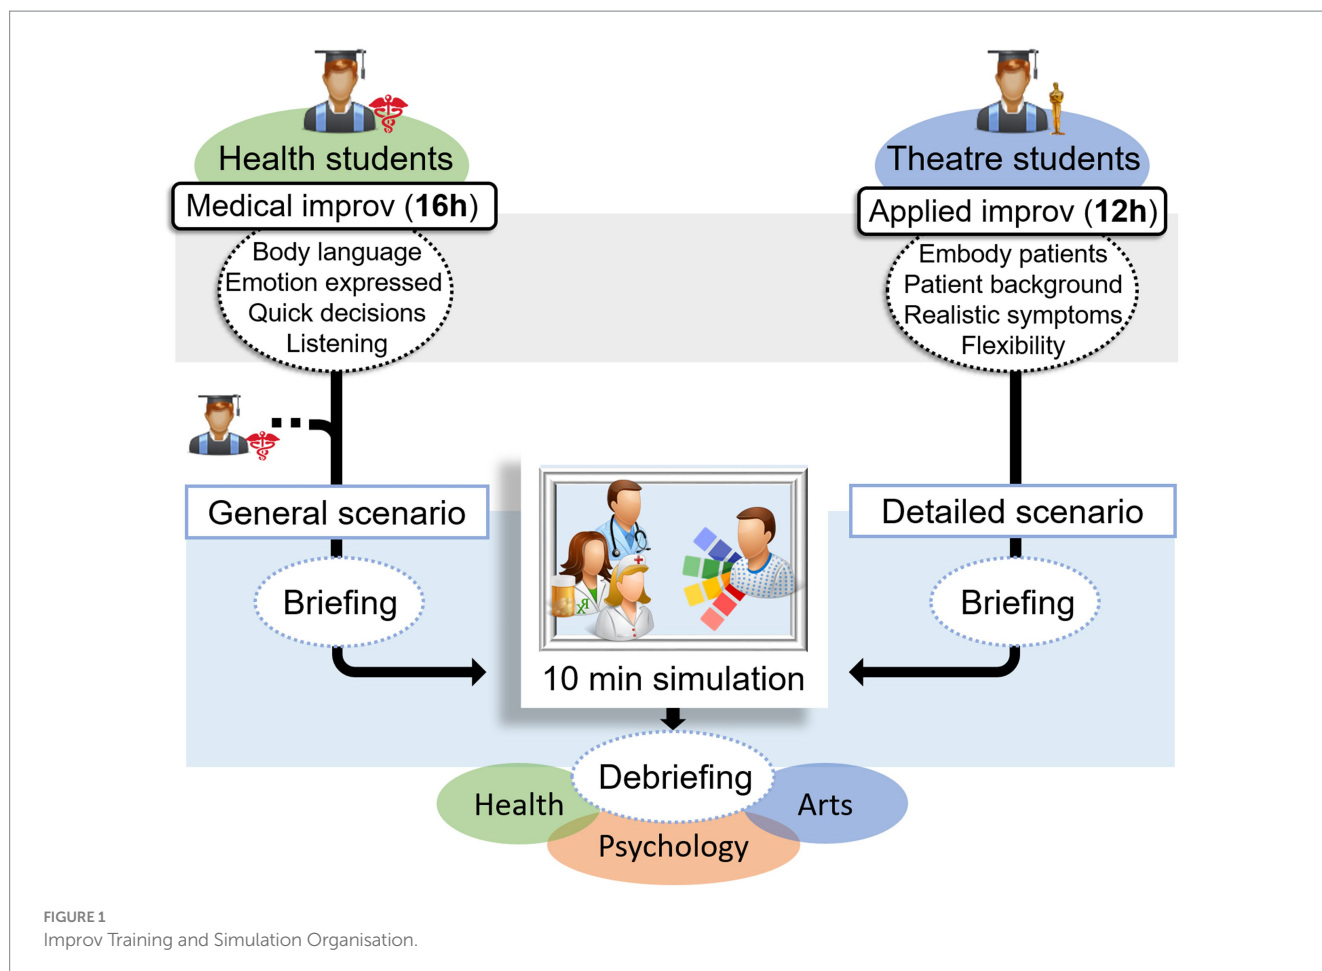 Health students
Medical improv (16h)
Body language
Emotion expressed
Quick decisions
Listening
Theatre students
Applied improv (12h)
Embody patients
Patient background
Realistic symptoms
Flexibility
General scenario
Briefing
Detailed scenario
Briefing
10 min simulation
Debriefing
Health
Psychology
Arts
FIGURE 1
Improv Training and Simulation Organisation.